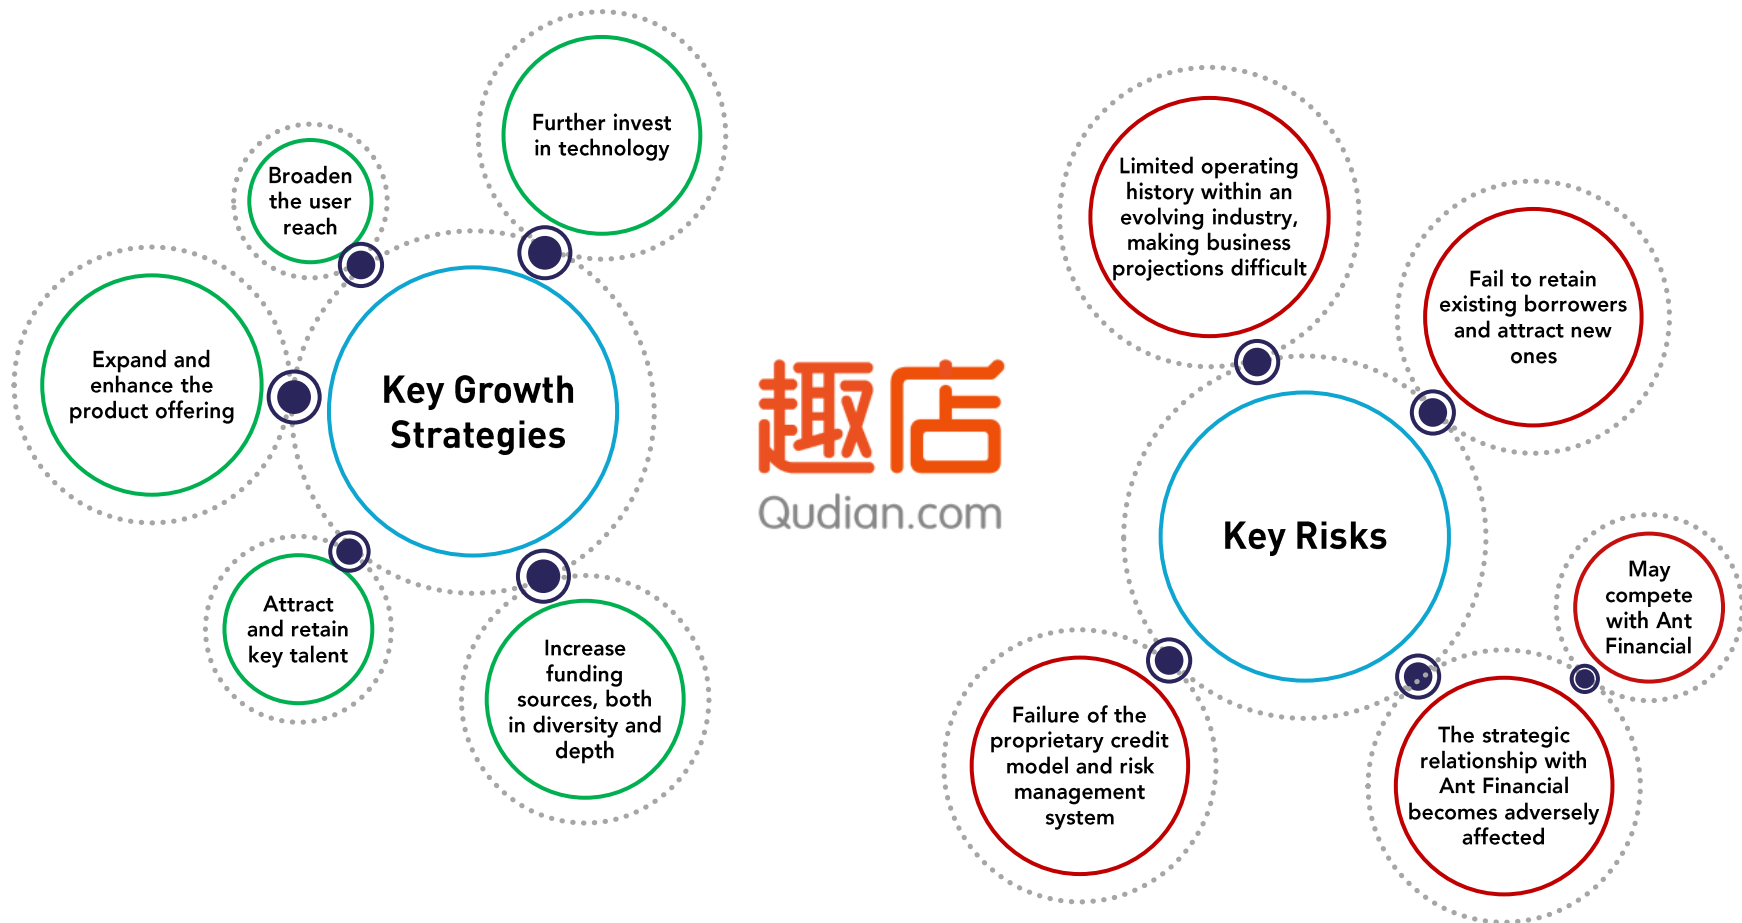 Further invest
in technology
Broaden
the user
reach
Expand and
enhance the
product offering
Key Growth
Strategies
Attract
and retain
key talent
Increase
funding
sources, both
in diversity and
depth
趣店
Qudian.com
Limited operating
history within an
evolving industry,
making business
projections difficult
Fail to retain
existing borrowers
and attract new
ones
Key Risks
May
compete
with Ant
Financial
Failure of the
proprietary credit
model and risk
management
system
The strategic
relationship with
Ant Financial
becomes adversely
affected